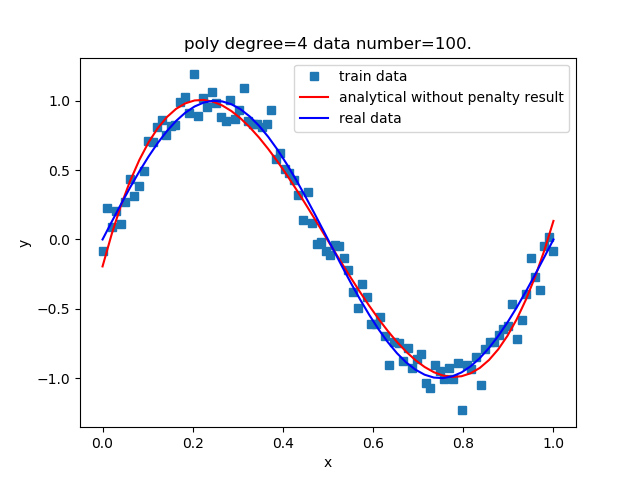 poly degree=4 data number=100.
train data
analytical without penalty result
real data
1.0
0.5
0.0
−0.5
−1.0
y
0.0 0.2 0.4 0.6 0.8 1.0
x